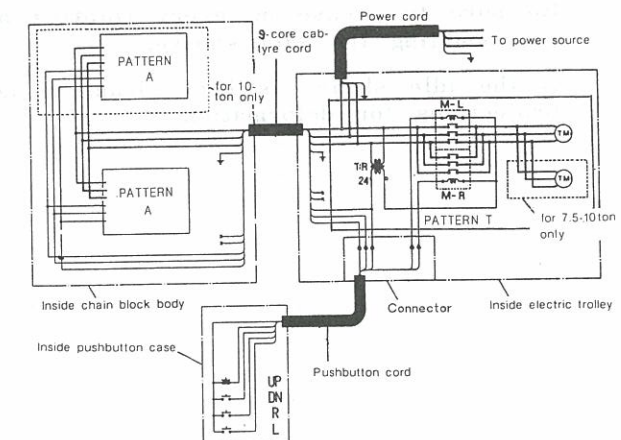 Power cord
9-core cab-
tyre cord
To power source
PATTERN
A
for 10-
ton only
M-L
TM
T-R
24
TM
M-R
PATTERN T
for 7.5-10ton
only
PATTERN
A
Inside chain block body
Connector
Inside electric trolley
Inside pushbutton case
Pushbutton cord
UP
DN
R
L